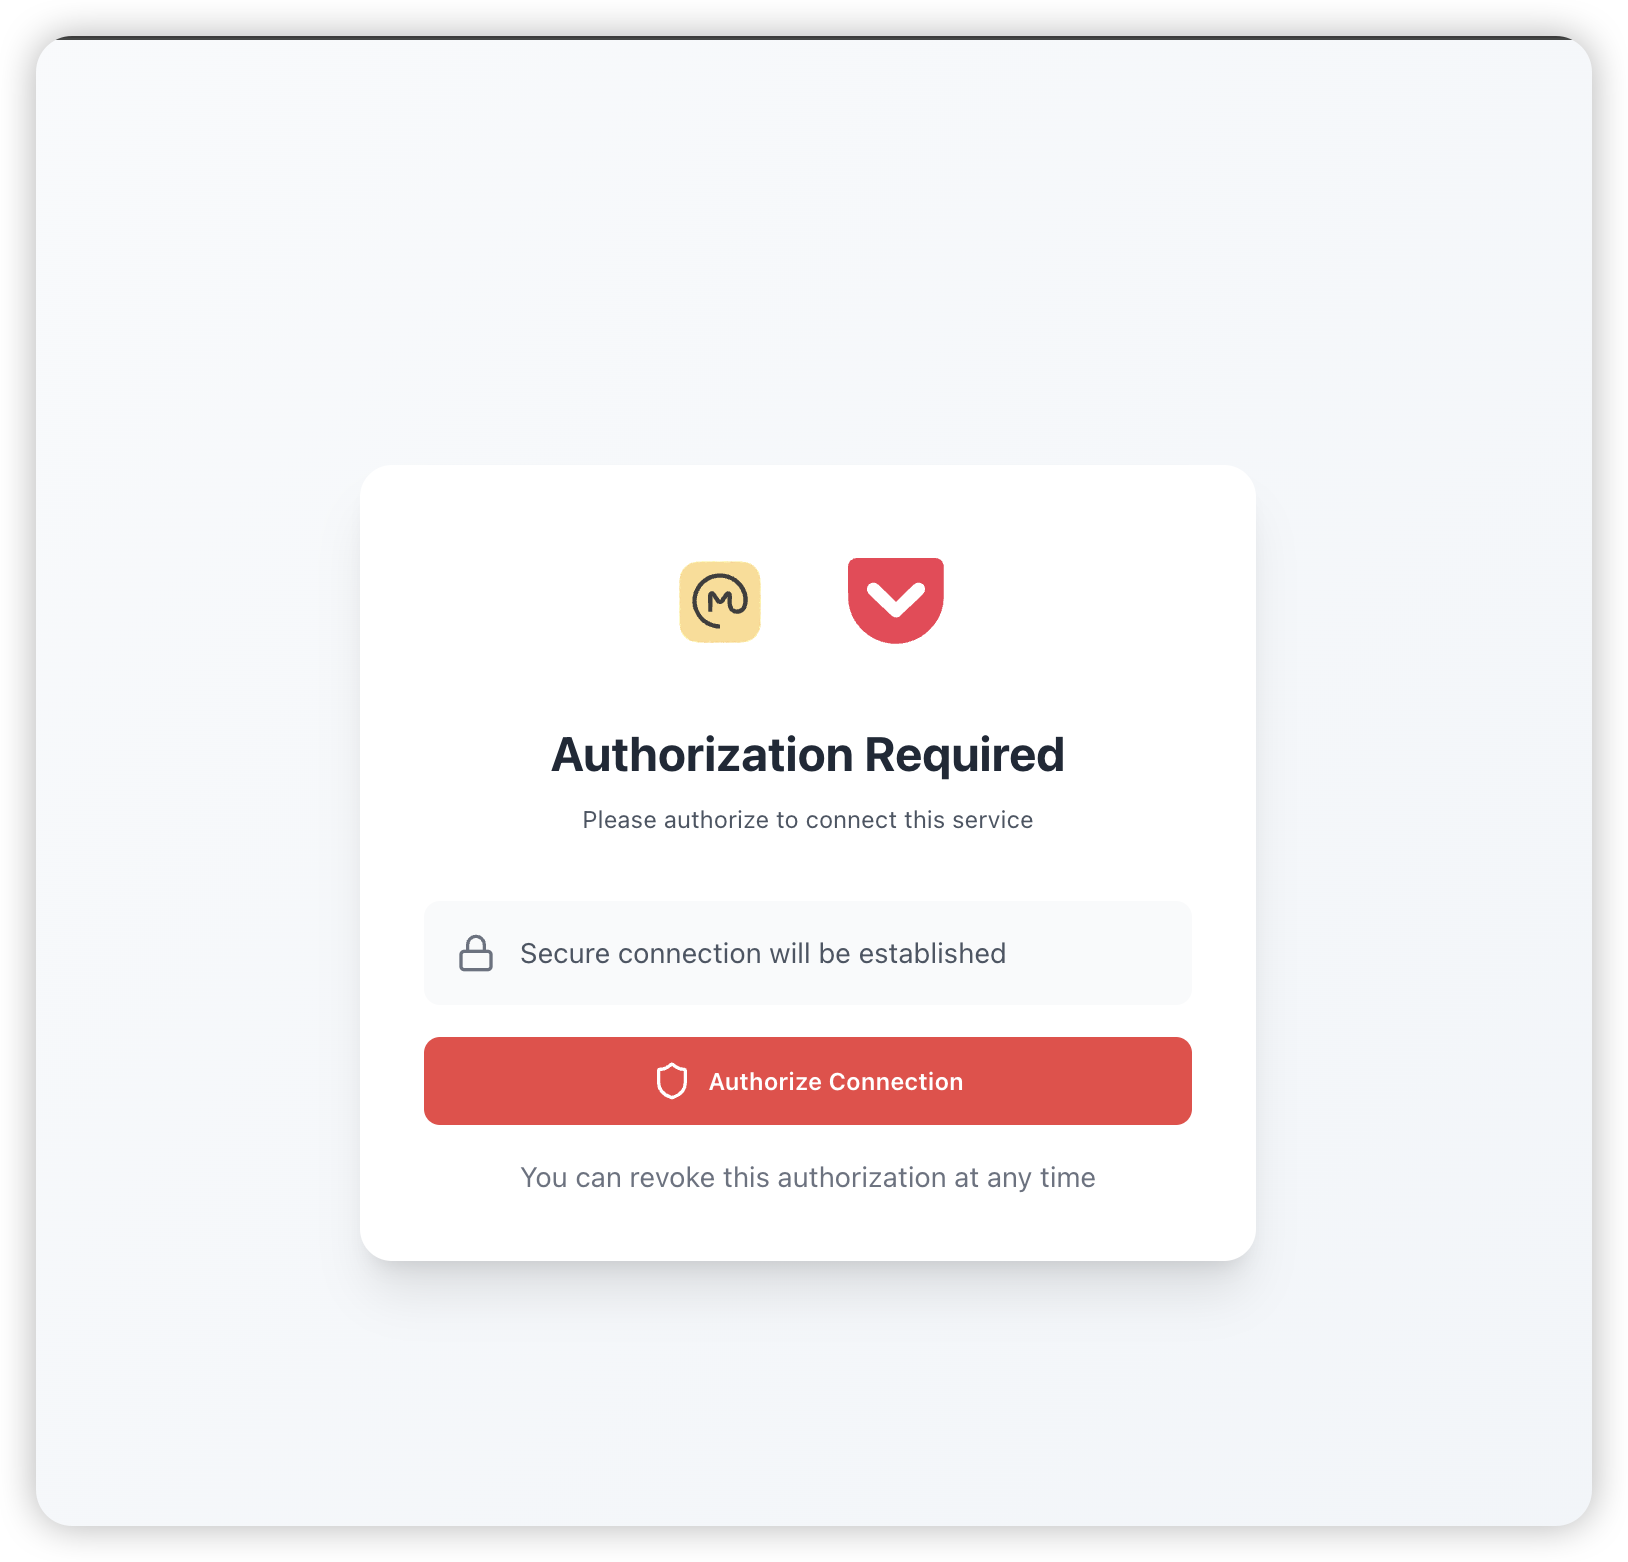 Authorization Required
Please authorize to connect this service
Secure connection will be established
Authorize Connection
You can revoke this authorization at any time